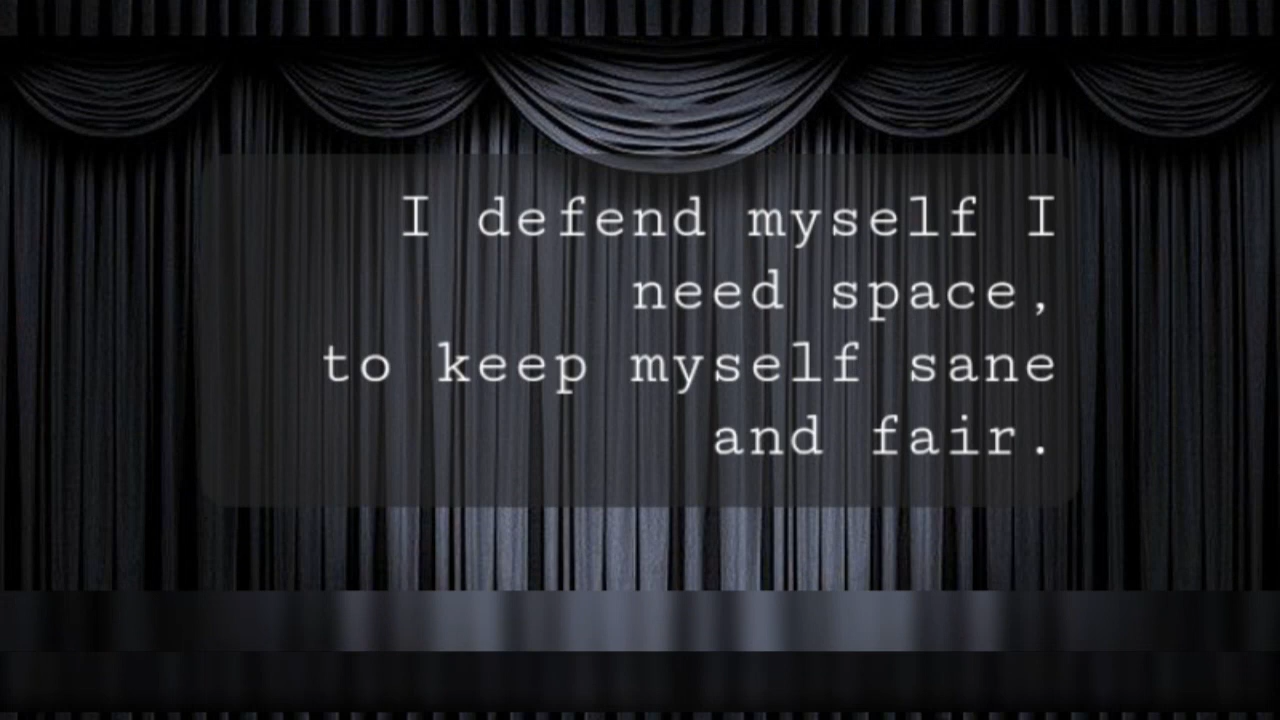 I defend myself I
need space,
to keep myself sane
and fair.